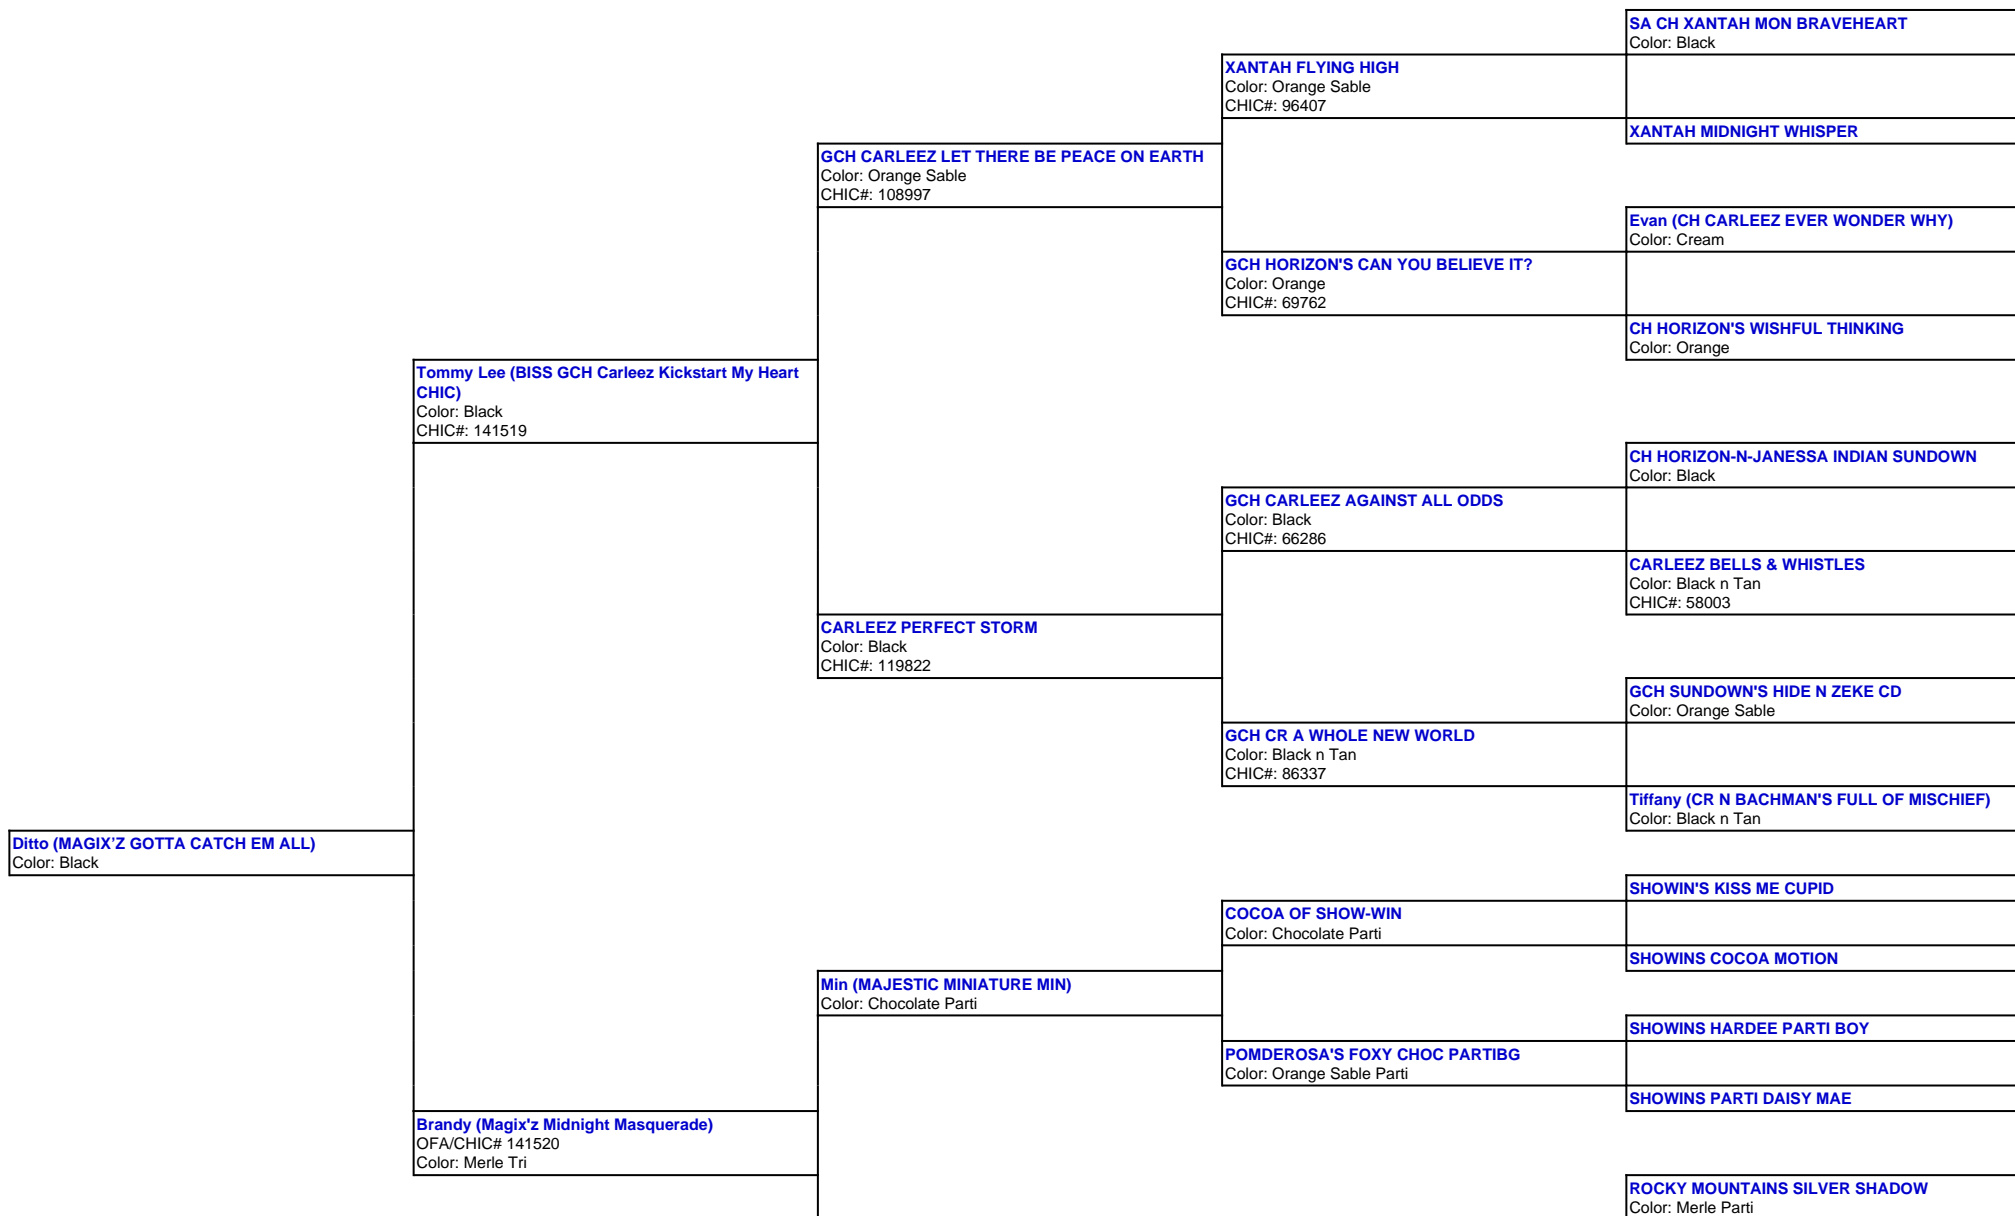 SA CH XANTAH MON BRAVEHEART
Color: Black
XANTAH FLYING HIGH
Color: Orange Sable
CHIC#: 96407
XANTAH MIDNIGHT WHISPER
GCH CARLEEZ LET THERE BE PEACE ON EARTH
Color: Orange Sable
CHIC#: 108997
Evan (CH CARLEEZ EVER WONDER WHY)
Color: Cream
GCH HORIZON'S CAN YOU BELIEVE IT?
Color: Orange
CHIC#: 69762
CH HORIZON'S WISHFUL THINKING
Color: Orange
Tommy Lee (BISS GCH Carleez Kickstart My Heart
CHIC)
Color: Black
CHIC#: 141519
CH HORIZON-N-JANESSA INDIAN SUNDOWN
Color: Black
GCH CARLEEZ AGAINST ALL ODDS
Color: Black
CHIC#: 66286
CARLEEZ BELLS & WHISTLES
Color: Black n Tan
CHIC#: 58003
CARLEEZ PERFECT STORM
Color: Black
CHIC#: 119822
GCH SUNDOWN'S HIDE N ZEKE CD
Color: Orange Sable
GCH CR A WHOLE NEW WORLD
Color: Black n Tan
CHIC#: 86337
Tiffany (CR N BACHMAN'S FULL OF MISCHIEF)
Color: Black n Tan
Ditto (MAGIX’Z GOTTA CATCH EM ALL)
Color: Black
SHOWIN'S KISS ME CUPID
COCOA OF SHOW-WIN
Color: Chocolate Parti
SHOWINS COCOA MOTION
Min (MAJESTIC MINIATURE MIN)
Color: Chocolate Parti
SHOWINS HARDEE PARTI BOY
POMDEROSA'S FOXY CHOC PARTIBG
Color: Orange Sable Parti
SHOWINS PARTI DAISY MAE
Brandy (Magix'z Midnight Masquerade)
OFA/CHIC# 141520
Color: Merle Tri
ROCKY MOUNTAINS SILVER SHADOW
Color: Merle Parti